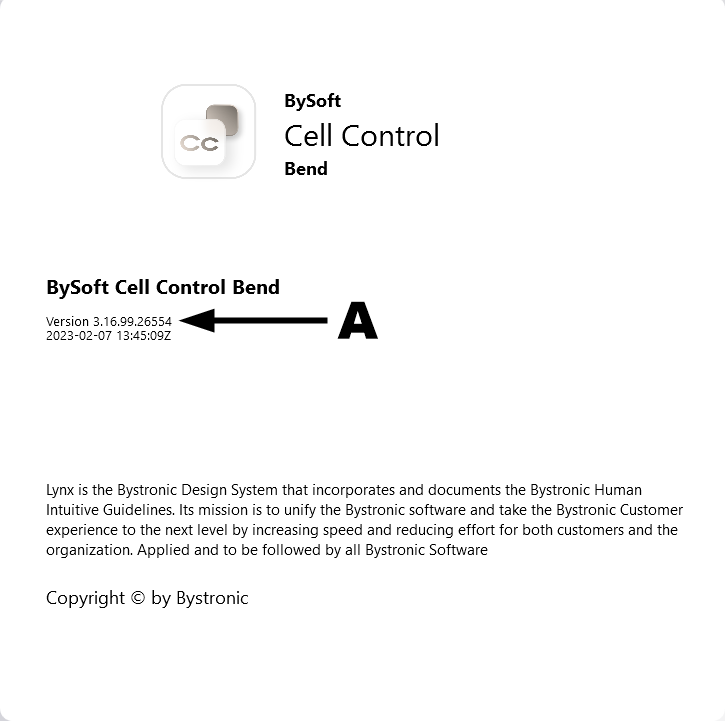 BySoft
Cell Control
Bend
CC
BySoft Cell Control Bend
Version 3.16.99.26554
2023-02-07 13:45:09Z
A
Lynx is the Bystronic Design System that incorporates and documents the Bystronic Human
Intuitive Guidelines. Its mission is to unify the Bystronic software and take the Bystronic Customer
experience to the next level by increasing speed and reducing effort for both customers and the
organization. Applied and to be followed by all Bystronic Software
Copyright © by Bystronic